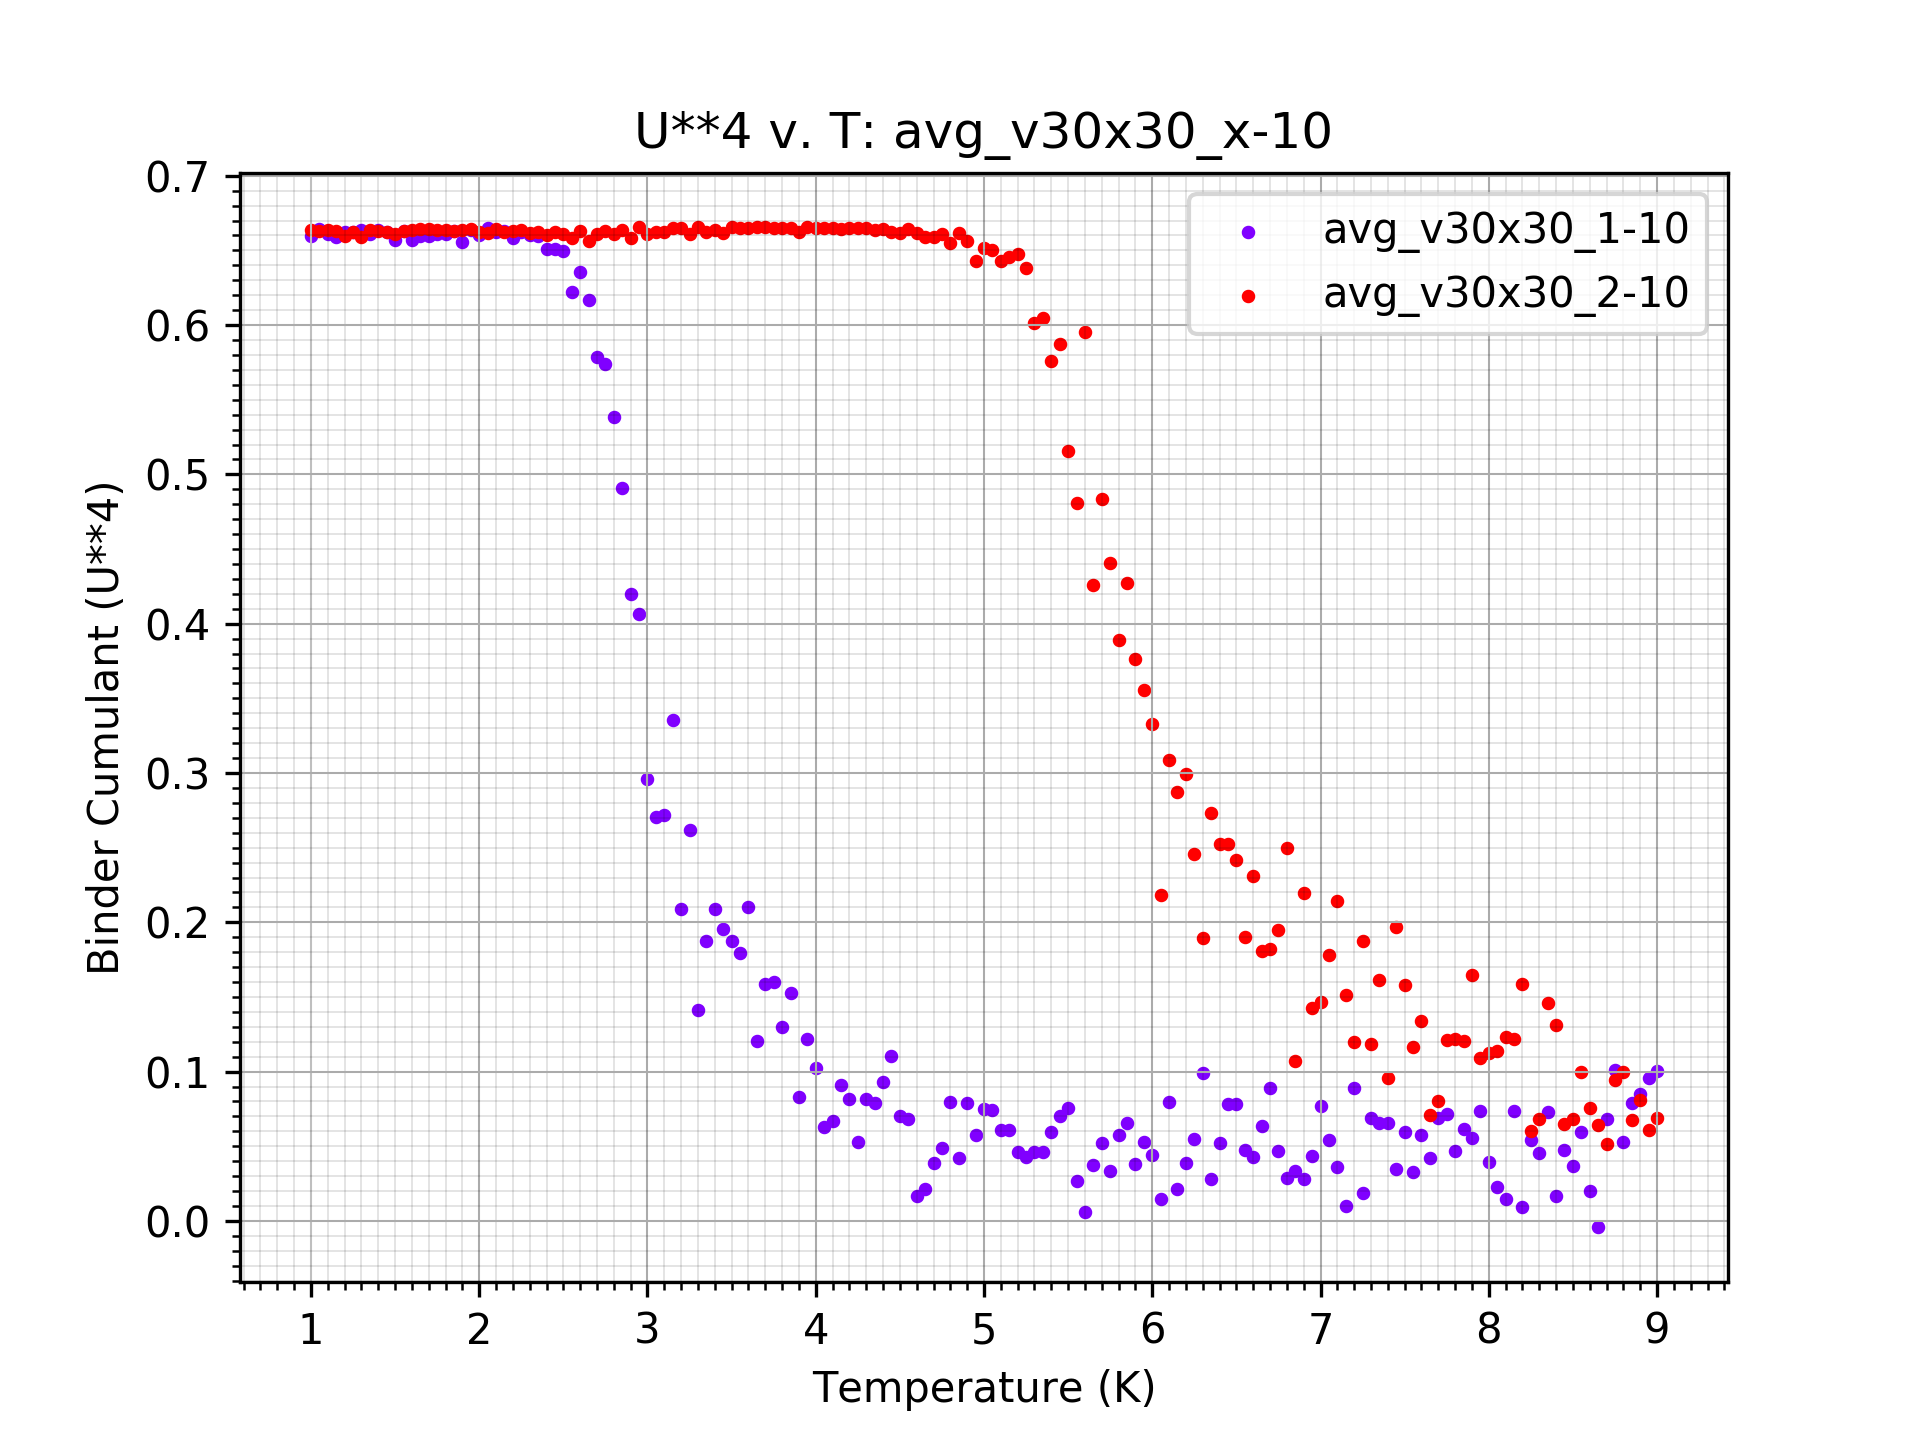 U**4 v. T: avg_v30x30_x-10
avg_v30x30_1-10
avg_v30x30_2-10
Binder Cumulant (U**4)
0.7
0.6
0.5
0.4
0.3
0.2
0.1
0.0
1 2 3 4 5 6 7 8 9
Temperature (K)